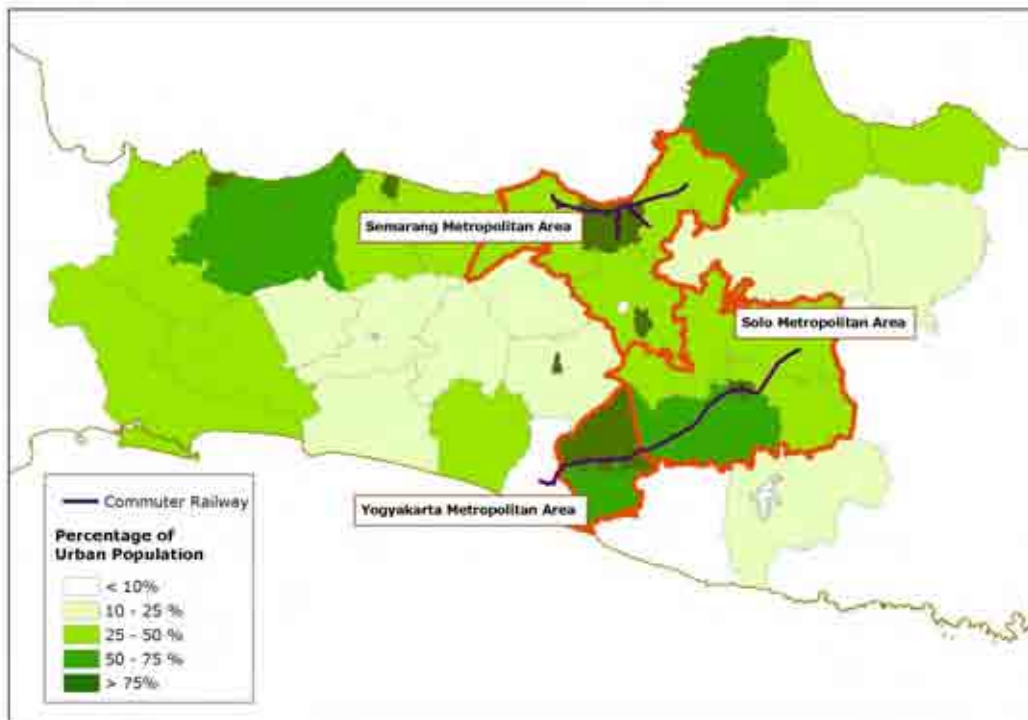 Semarang Metropolitan Area
Solo Metropolitan Area
Yogyakarta Metropolitan Area
Commuter Railway
Percentage of
Urban Population
< 10%
10 - 25 %
25 - 50 %
50 - 75 %
> 75%